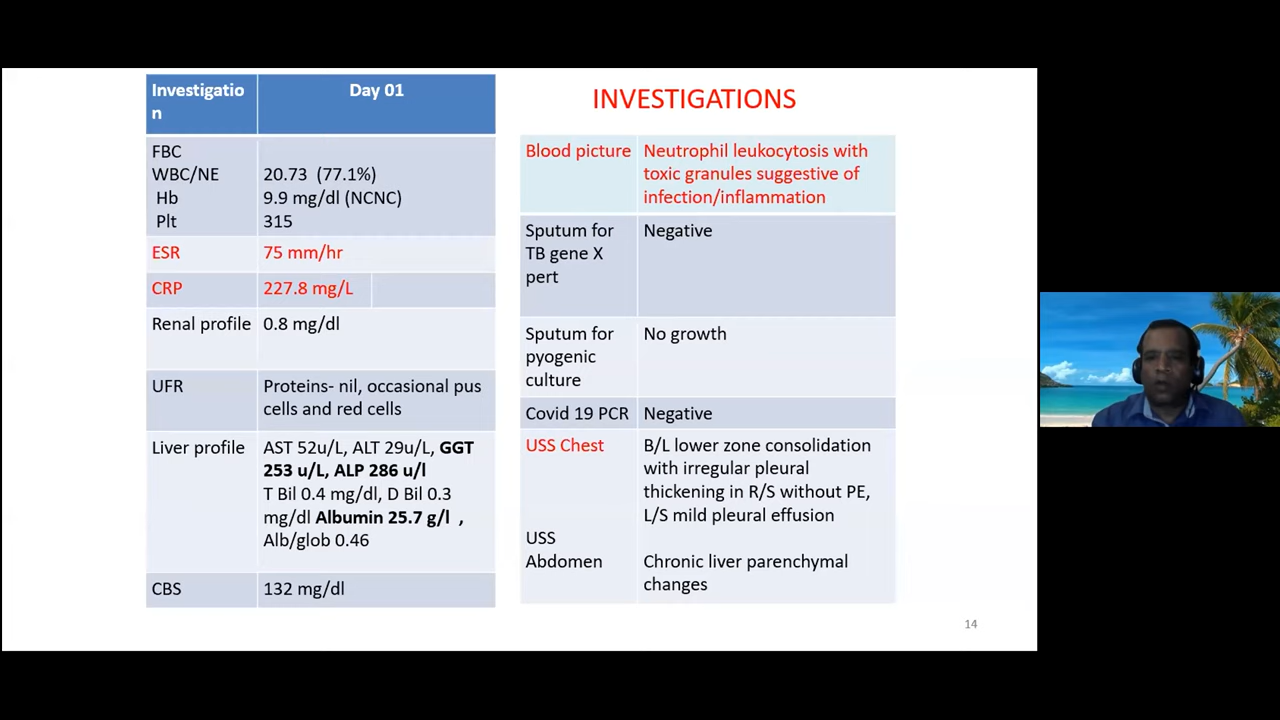 Investigatio
n
Day 01
FBC
WBC/NE
20.73 (77.1%)
Hb
9.9 mg/dl (NCNC)
Plt
315
ESR
75 mm/hr
CRP
227.8 mg/L
Renal profile
0.8 mg/dl
UFR
Proteins- nil, occasional pus
cells and red cells
Liver profile
AST 52u/L, ALT 29u/L, GGT
253 u/L, ALP 286 u/l
T Bil 0.4 mg/dl, D Bil 0.3
mg/dl Albumin 25.7 g/l ,
Alb/glob 0.46
CBS
132 mg/dl
INVESTIGATIONS
Blood picture
Neutrophil leukocytosis with
toxic granules suggestive of
infection/inflammation
Sputum for
TB gene X
pert
Negative
Sputum for
pyogenic
culture
No growth
Covid 19 PCR
Negative
USS Chest
B/L lower zone consolidation
with irregular pleural
thickening in R/S without PE,
L/S mild pleural effusion
USS
Abdomen
Chronic liver parenchymal
changes
14